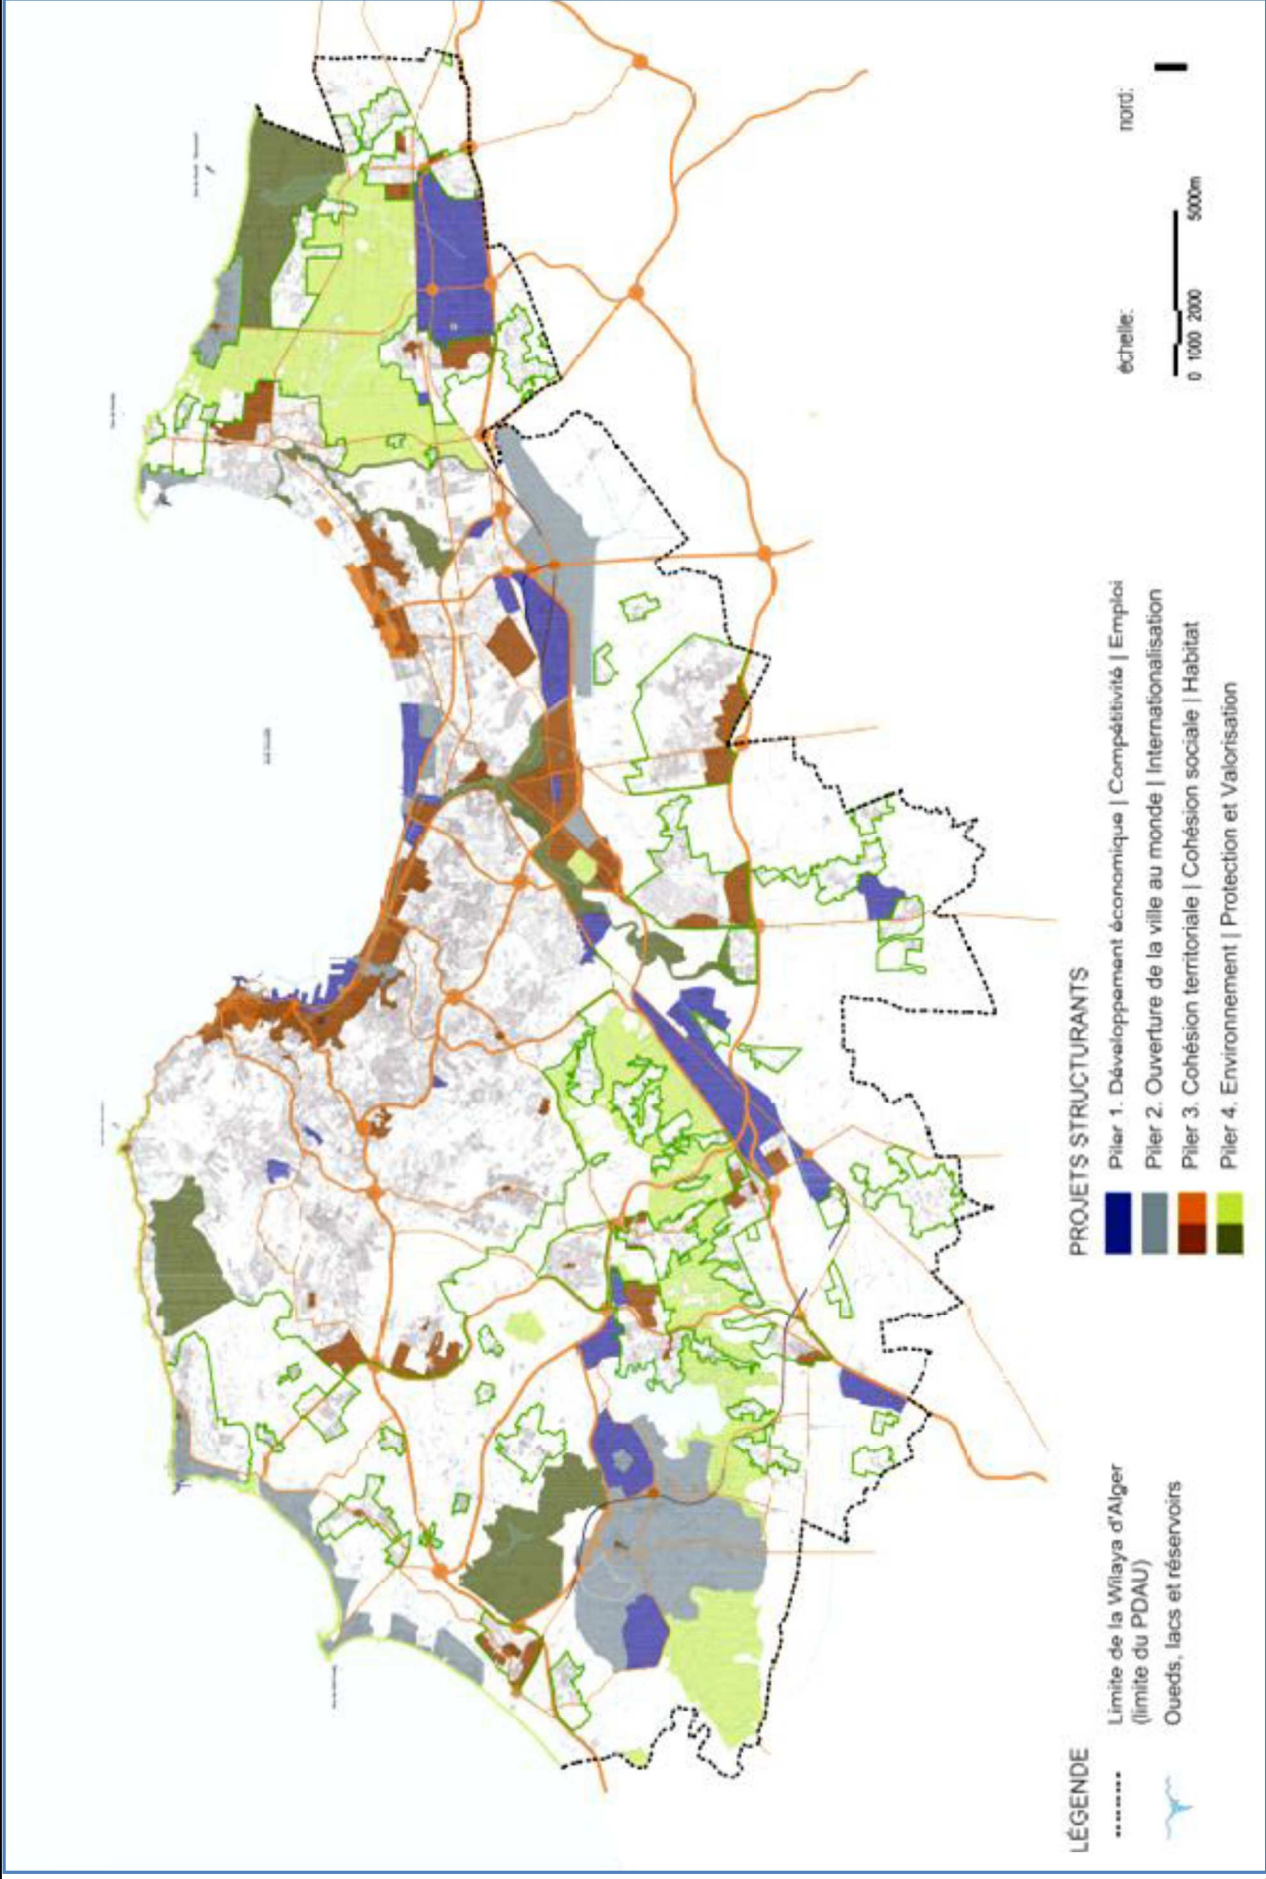 LÉGENDE
Limite de la Wilaya d'Alger
(limite du PDAU)
Oueds, lacs et réservoirs
PROJETS STRUCTURANTS
Pilier 1. Développement économique | Compétitivité | Emploi
Pilier 2. Ouverture de la ville au monde | Internationalisation
Pilier 3. Cohésion territoriale | Cohésion sociale | Habitat
Pilier 4. Environnement | Protection et Valorisation
échelle:
0 1000 2000 5000m
nord: